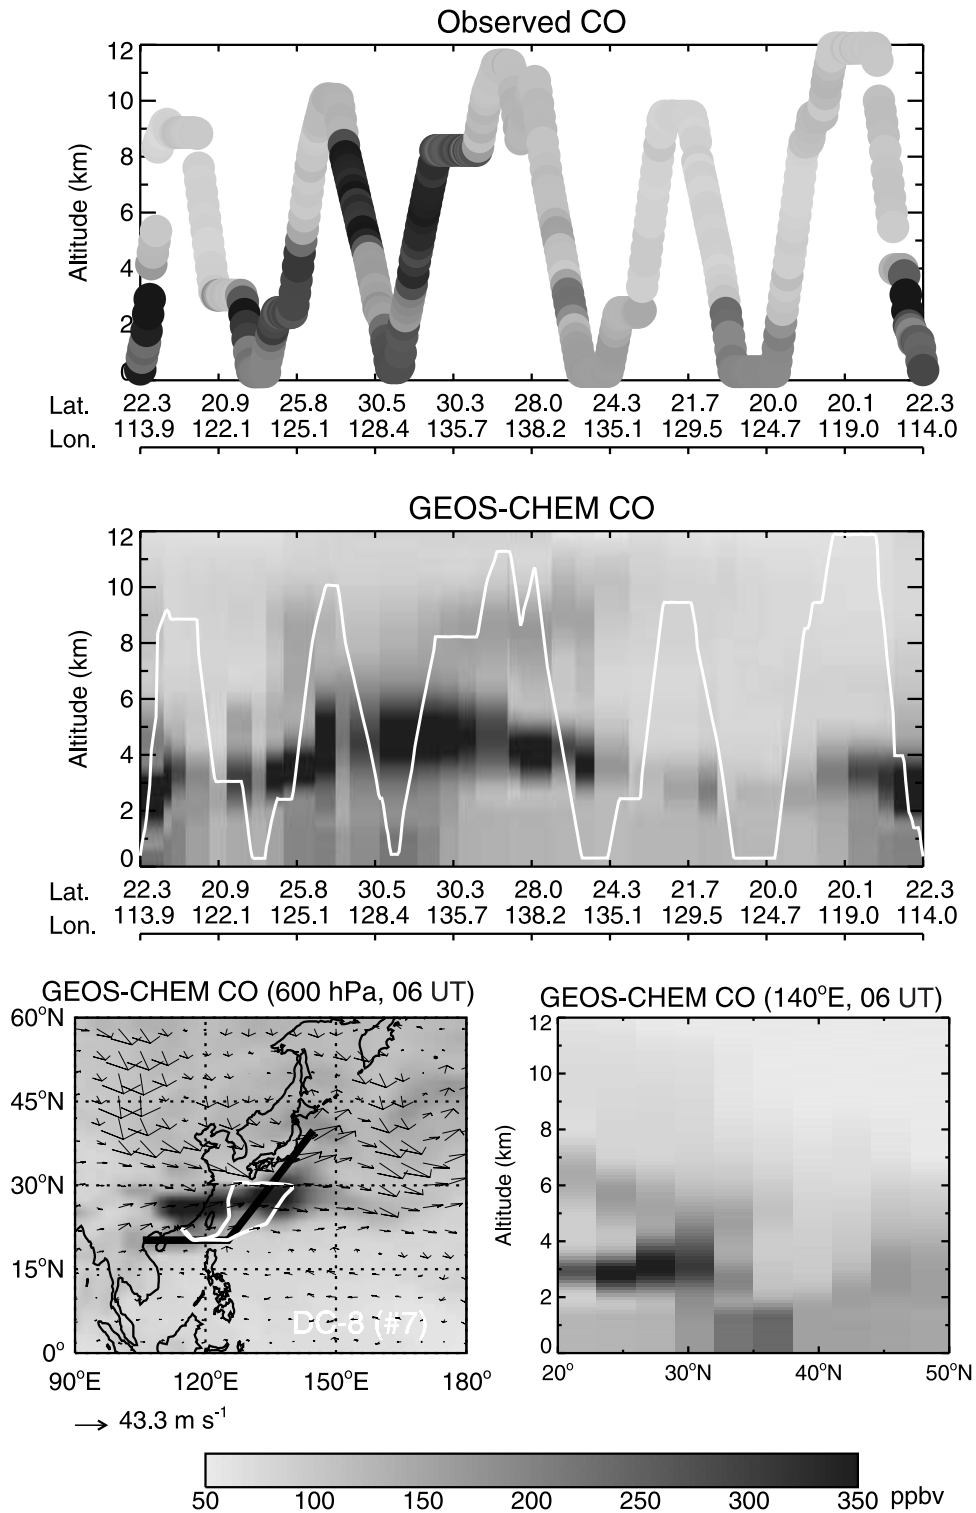 Observed CO
12
10
8
6
4
2
0
Altitude (km)
Lat. 22.3 20.9 25.8 30.5 30.3 28.0 24.3 21.7 20.0 20.1 22.3
Lon. 113.9 122.1 125.1 128.4 135.7 138.2 135.1 129.5 124.7 119.0 114.0
GEOS-CHEM CO
12
10
8
6
4
2
0
Altitude (km)
Lat. 22.3 20.9 25.8 30.5 30.3 28.0 24.3 21.7 20.0 20.1 22.3
Lon. 113.9 122.1 125.1 128.4 135.7 138.2 135.1 129.5 124.7 119.0 114.0
GEOS-CHEM CO (600 hPa, 06 UT)
60°N
45°N
30°N
15°N
0°
DC-8 (#7)
90°E 120°E 150°E 180°
43.3 m s⁻¹
GEOS-CHEM CO (140°E, 06 UT)
12
10
8
6
4
2
0
Altitude (km)
20° 30°N 40°N 50°N
50 100 150 200 250 300 350 ppbv